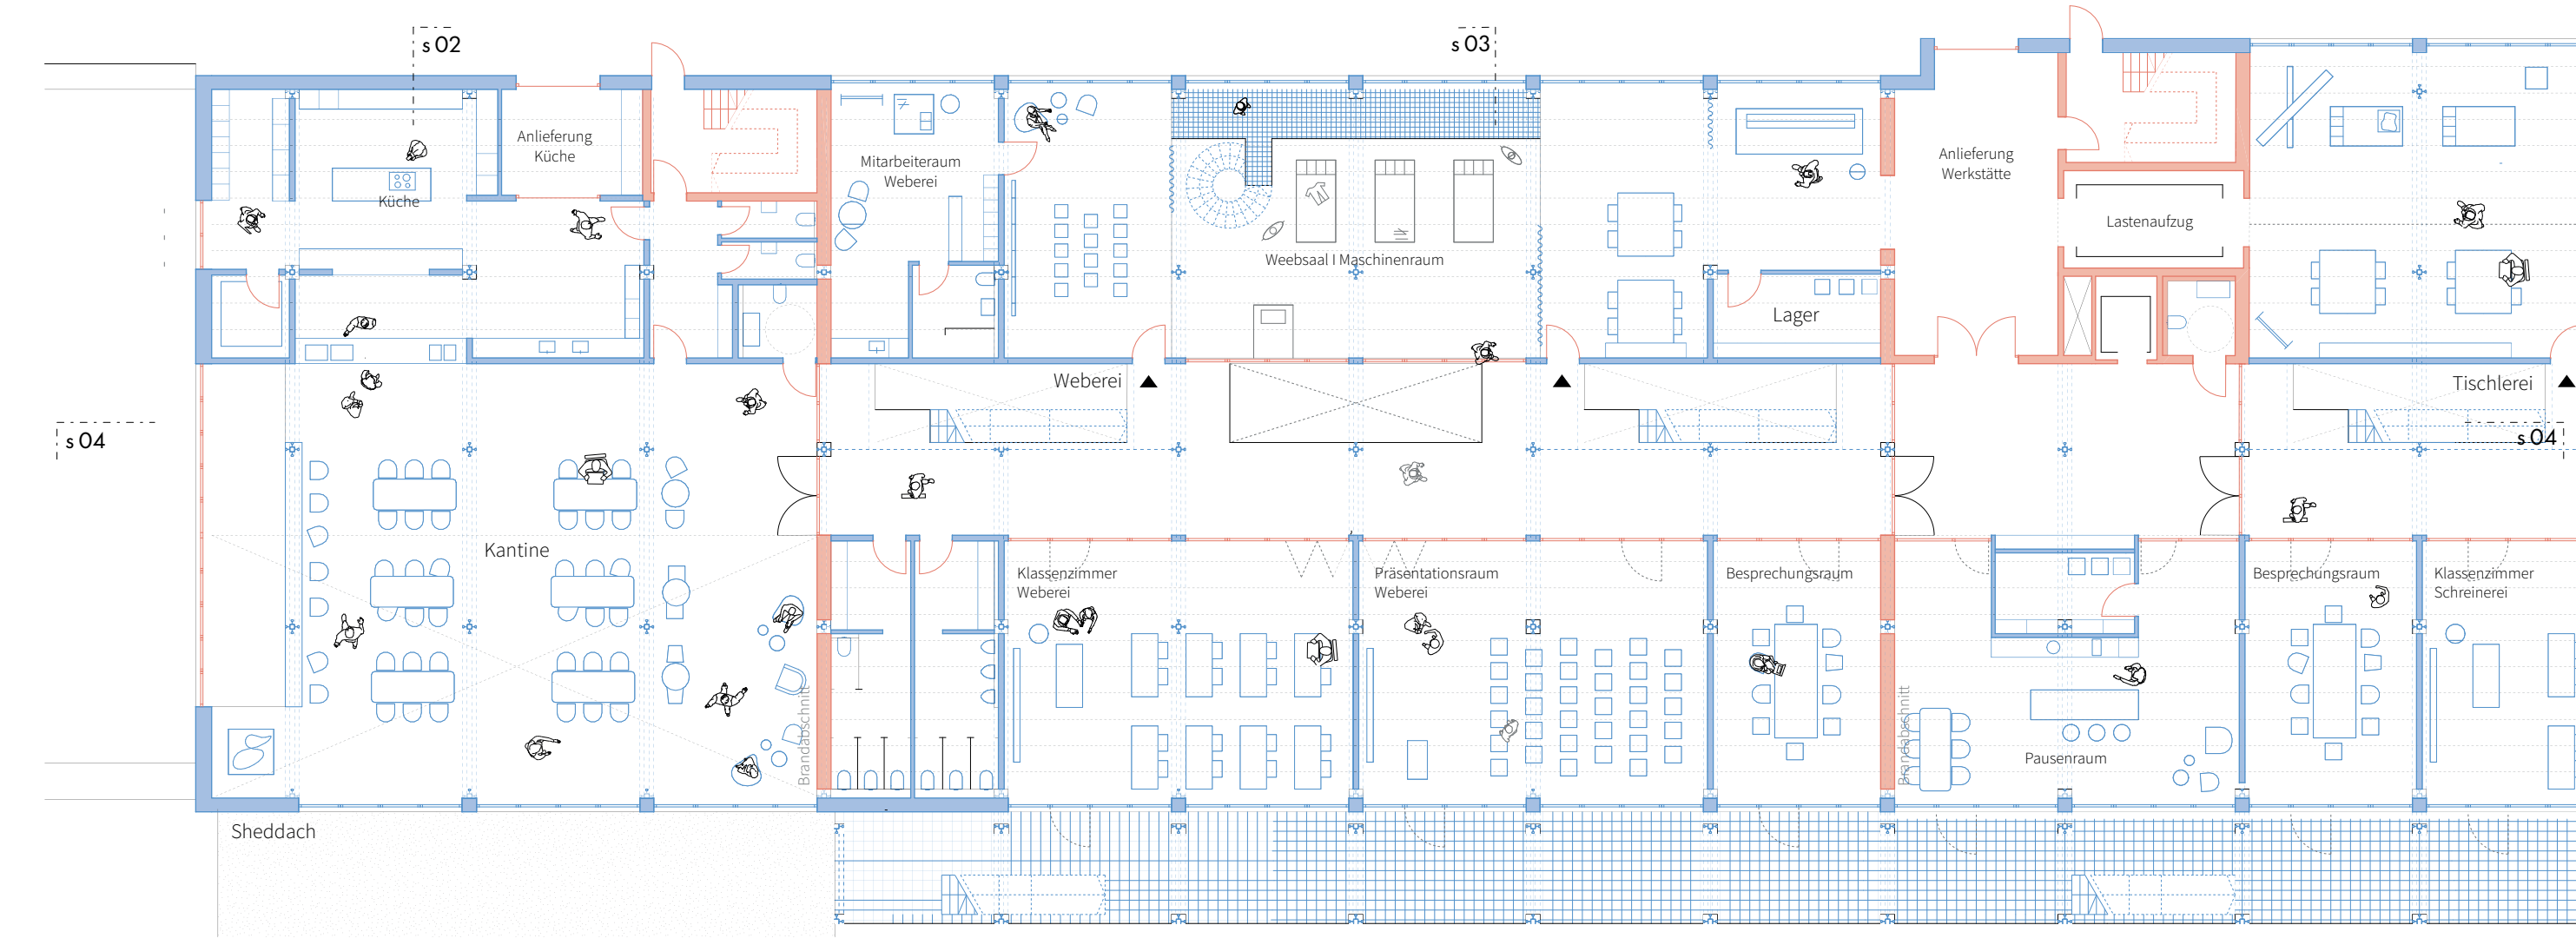 s 02
s 03
Anlieferung
Küche
Mitarbeiteraum
Weberei
Anlieferung
Werkstätte
Küche
Lastenaufzug
Weebsaal I Maschinenraum
Lager
Weberei
Tischlerei
s 04
s 04
Kantine
Klassenzimmer
Weberei
Präsentationsraum
Weberei
Besprechungsraum
Besprechungsraum
Klassenzimmer
Schreinerei
Brandabschnitt
Brandabschnitt
Pausenraum
Sheddach